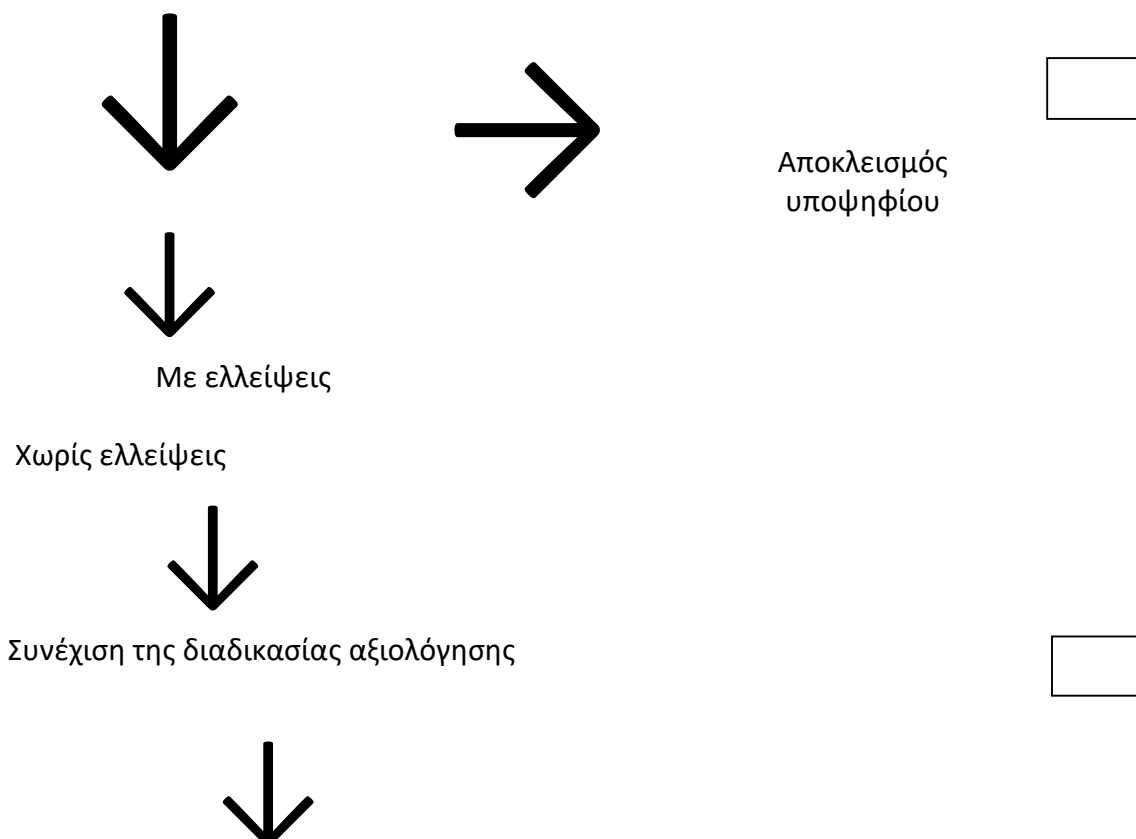 Αποκλεισμός
υποψηφίου
Με ελλείψεις
Χωρίς ελλείψεις
Συνέχιση της διαδικασίας αξιολόγησης